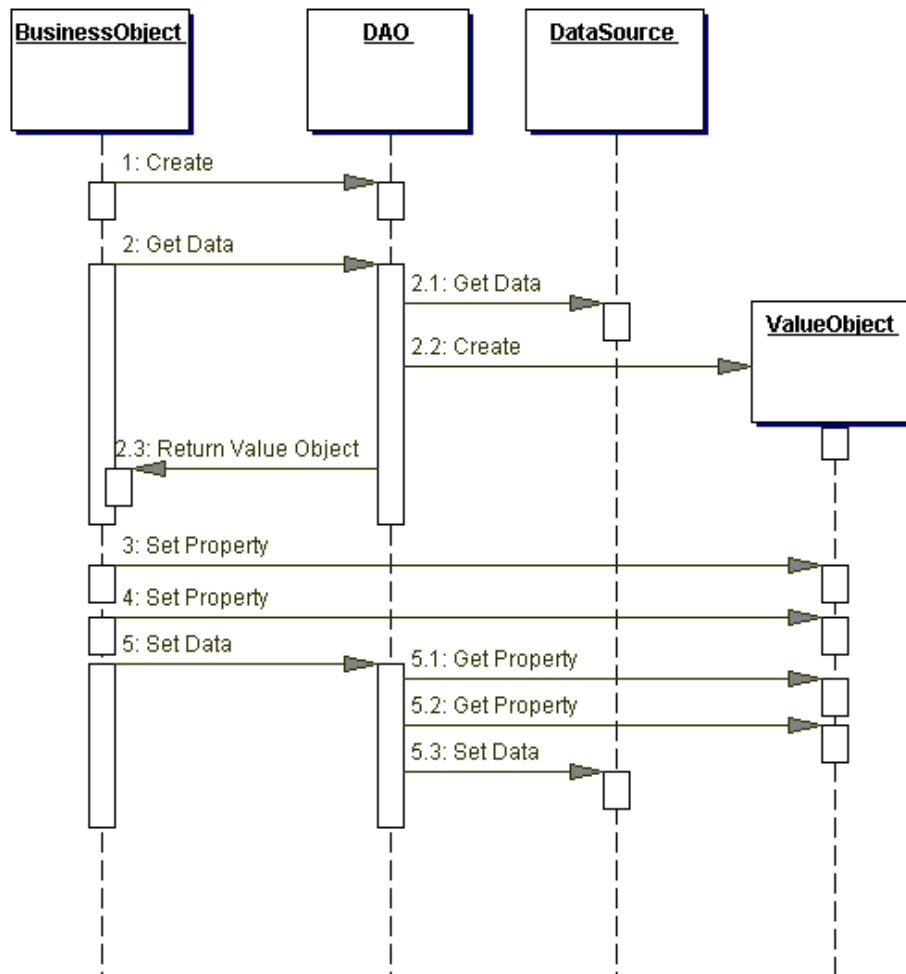 BusinessObject
DAO
DataSource
1: Create
2: Get Data
2.1: Get Data
ValueObject
2.2: Create
2.3: Return Value Object
3: Set Property
4: Set Property
5: Set Data
5.1: Get Property
5.2: Get Property
5.3: Set Data